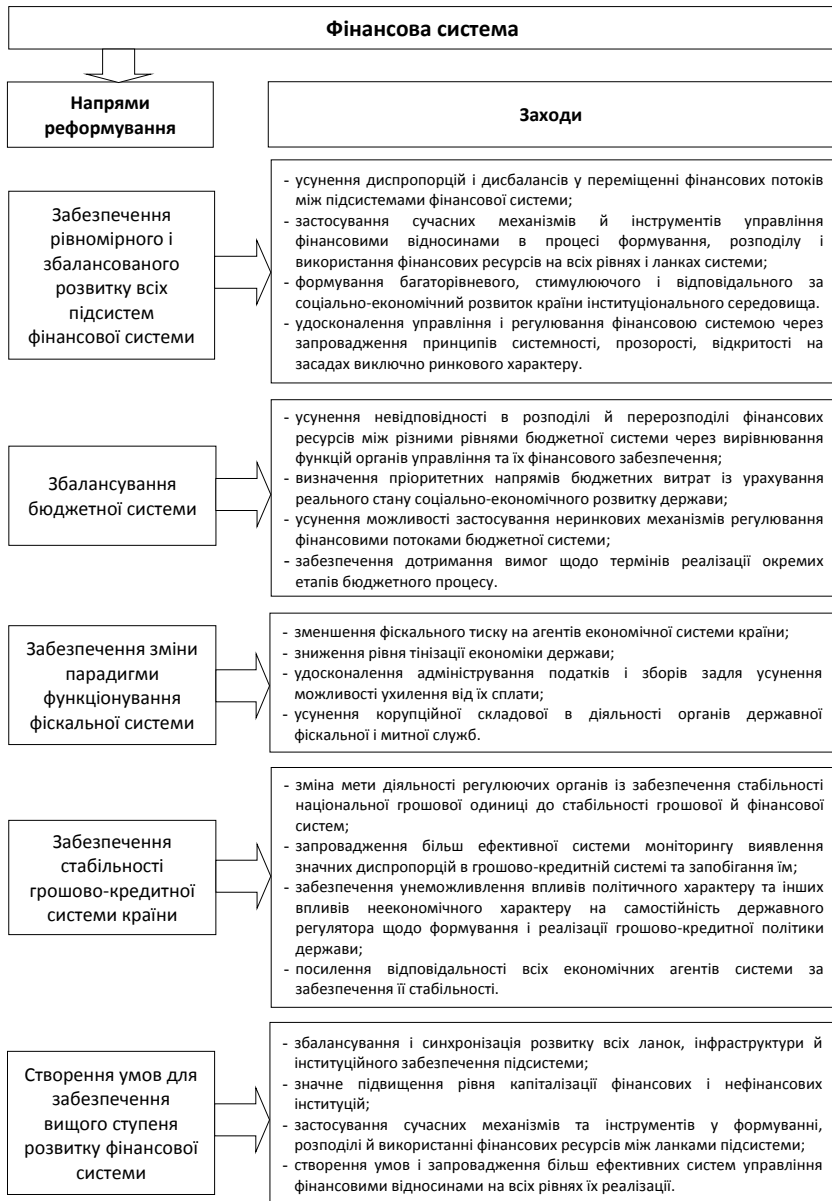 Фінансова система
Напрями
реформування
Заходи
Забезпечення
рівномірного і
збалансованого
розвитку всіх
підсистем
фінансової системи
- усунення диспропорцій і дисбалансів у переміщенні фінансових потоків
між підсистемами фінансової системи;
- застосування сучасних механізмів й інструментів управління
фінансовими відносинами в процесі формування, розподілу і
використання фінансових ресурсів на всіх рівнях і ланках системи;
- формування багаторівневого, стимулюючого і відповідального за
соціально-економічний розвиток країни інституціонального середовища.
- удосконалення управління і регулювання фінансовою системою через
запровадження принципів системності, прозорості, відкритості на
засадах виключно ринкового характеру.
Збалансування
бюджетної системи
- усунення невідповідності в розподілі й перерозподілі фінансових
ресурсів між різними рівнями бюджетної системи через вирівнювання
функцій органів управління та їх фінансового забезпечення;
- визначення пріоритетних напрямів бюджетних витрат із урахування
реального стану соціально-економічного розвитку держави;
- усунення можливості застосування неринкових механізмів регулювання
фінансовими потоками бюджетної системи;
- забезпечення дотримання вимог щодо термінів реалізації окремих
етапів бюджетного процесу.
Забезпечення зміни
парадигми
функціонування
фіскальної системи
- зменшення фіскального тиску на агентів економічної системи країни;
- зниження рівня тінізації економіки держави;
- удосконалення адміністрування податків і зборів задля усунення
можливості ухилення від їх сплати;
- усунення корупційної складової в діяльності органів державної
фіскальної і митної служб.
Забезпечення
стабільності
грошово-кредитної
системи країни
- зміна мети діяльності регулюючих органів із забезпечення стабільності
національної грошової одиниці до стабільності грошової й фінансової
систем;
- запровадження більш ефективної системи моніторингу виявлення
значних диспропорцій в грошово-кредитній системі та запобігання їм;
- забезпечення унеможливлення впливів політичного характеру та інших
впливів неекономічного характеру на самостійність державного
регулятора щодо формування і реалізації грошово-кредитної політики
держави;
- посилення відповідальності всіх економічних агентів системи за
забезпечення її стабільності.
Створення умов для
забезпечення
вищого ступеня
розвитку фінансової
системи
- збалансування і синхронізація розвитку всіх ланок, інфраструктури й
інституційного забезпечення підсистеми;
- значне підвищення рівня капіталізації фінансових і нефінансових
інституцій;
- застосування сучасних механізмів та інструментів у формуванні,
розподілі й використанні фінансових ресурсів між ланками підсистеми;
- створення умов і запровадження більш ефективних систем управління
фінансовими відносинами на всіх рівнях їх реалізації.